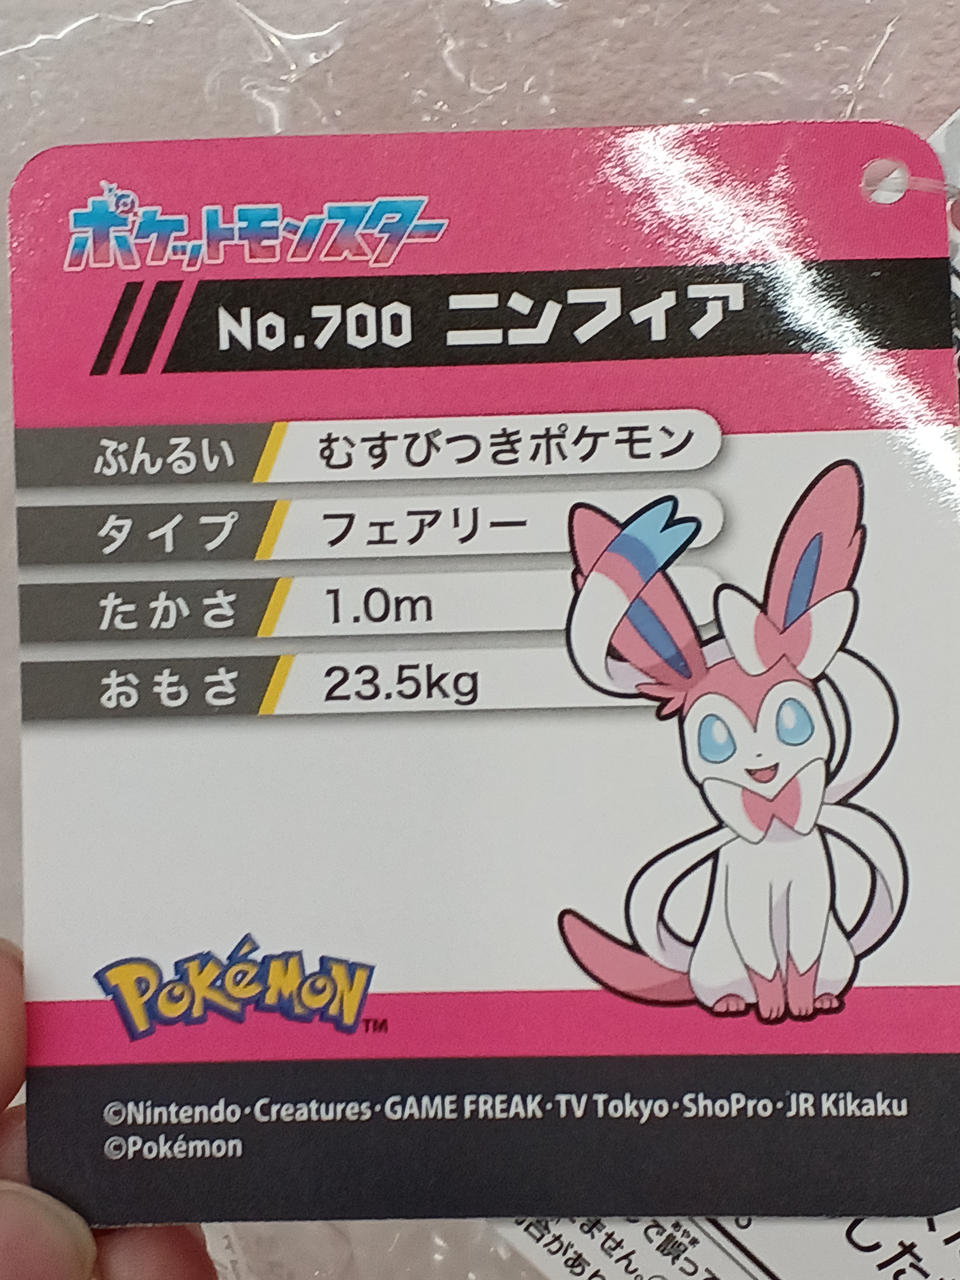 ポケットモンスター
No.700 ニンフィア
ぶんるい むすびつきポケモン
タイプ フェアリー
たかさ 1.0m
おもさ 23.5kg
Pokémon TM
©Nintendo・Creatures・GAME FREAK・TV Tokyo・ShoPro・JR Kikaku
©Pokémon